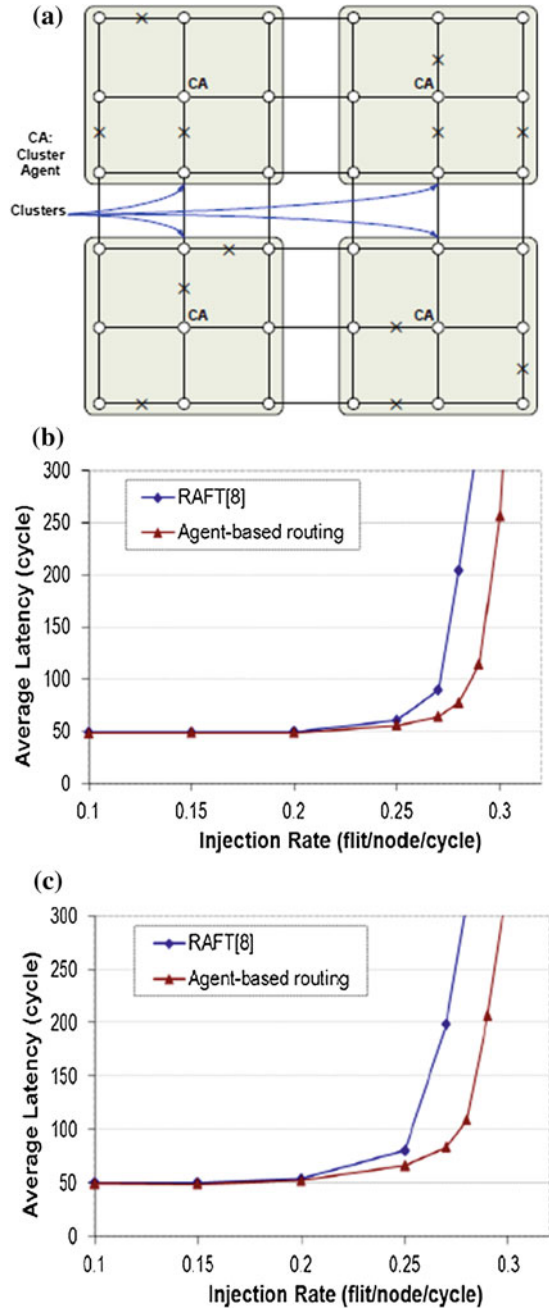 (a)
CA
CA
CA:
Cluster
Agent
Clusters
CA
CA
(b)
300
250
200
150
100
50
0
Average Latency (cycle)
RAFT[8]
Agent-based routing
0.1
0.15
0.2
0.25
0.3
Injection Rate (flit/node/cycle)
(c)
300
250
200
150
100
50
0
Average Latency (cycle)
RAFT[8]
Agent-based routing
0.1
0.15
0.2
0.25
0.3
Injection Rate (flit/node/cycle)